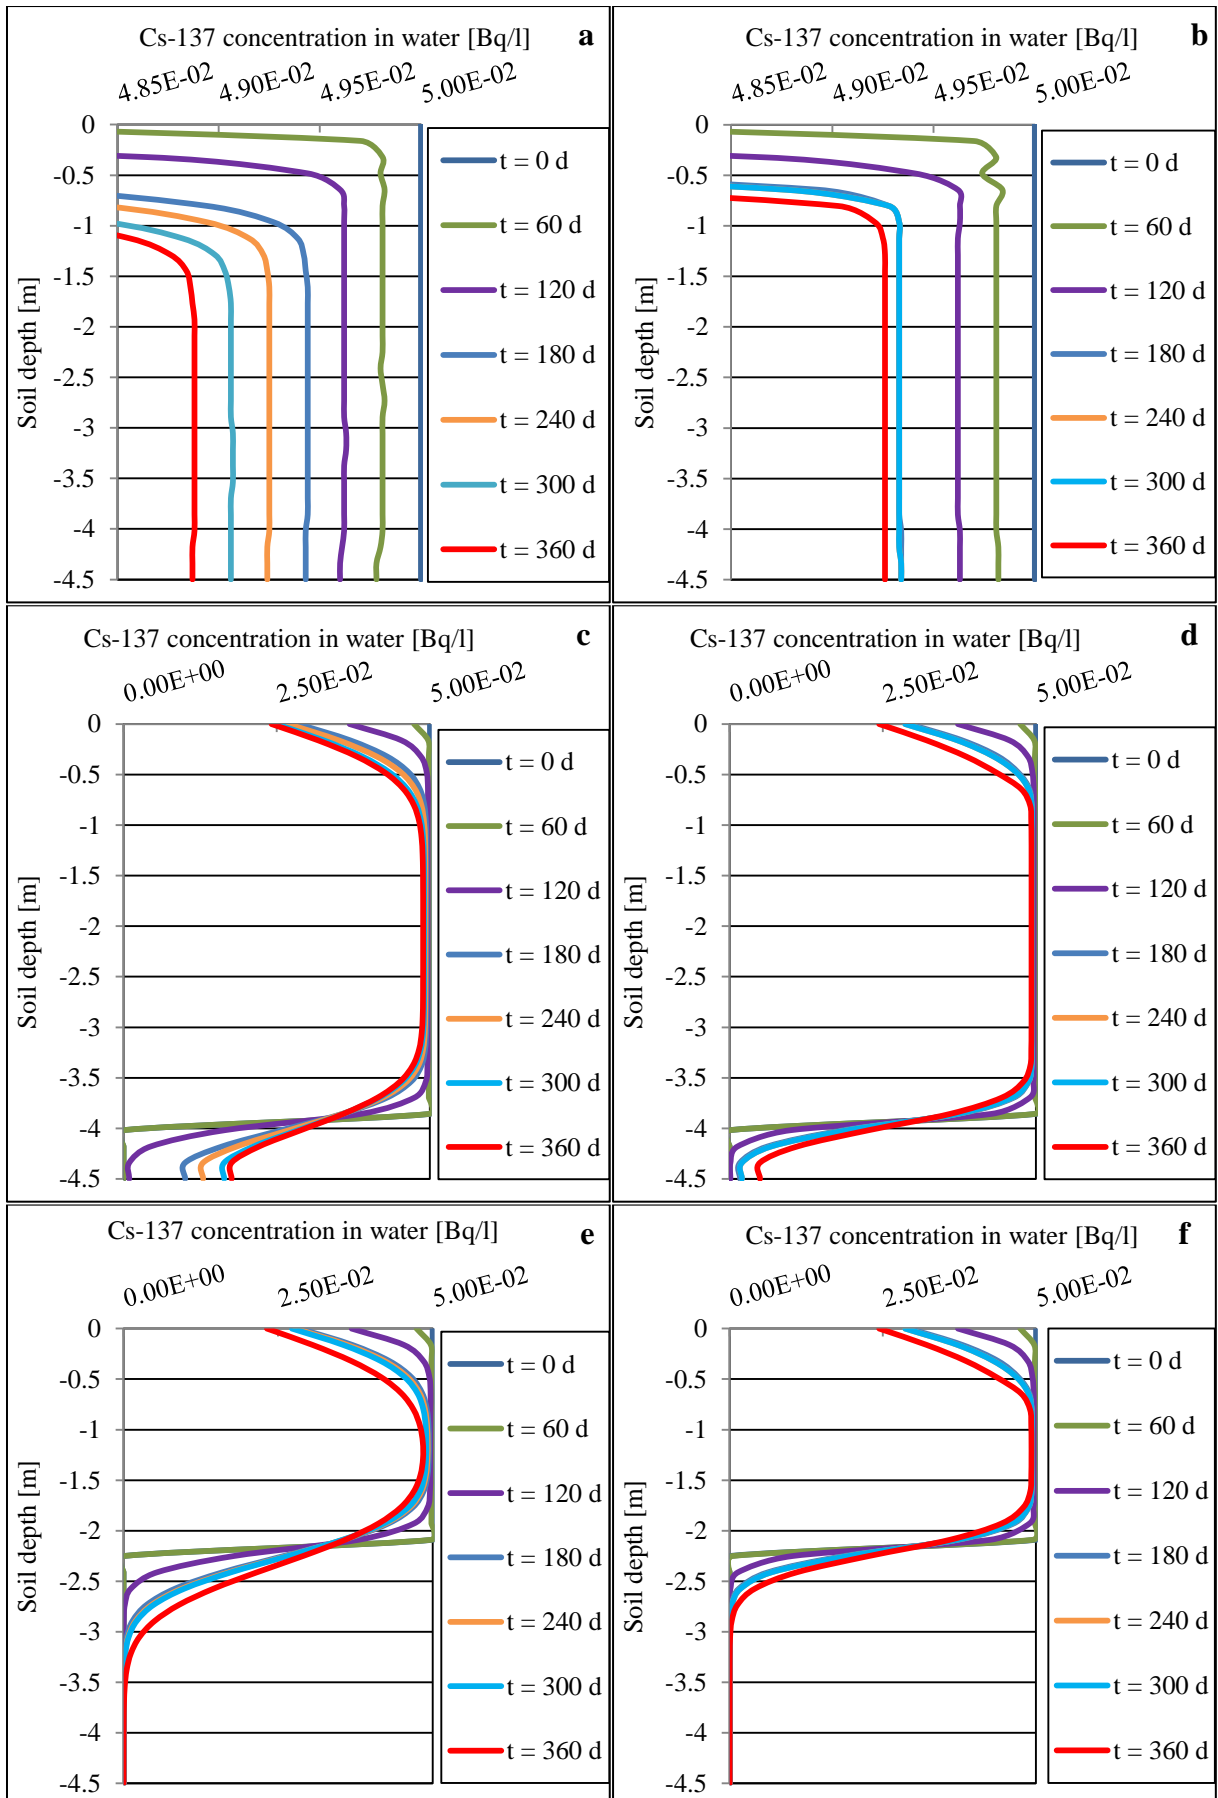 Cs-137 concentration in water [Bq/l] a
4.85E-02 4.90E-02 4.95E-02 5.00E-02
0
-0.5
-1
-1.5
-2
-2.5
-3
-3.5
-4
-4.5
Soil depth [m]
t = 0 d
t = 60 d
t = 120 d
t = 180 d
t = 240 d
t = 300 d
t = 360 d
Cs-137 concentration in water [Bq/l] b
4.85E-02 4.90E-02 4.95E-02 5.00E-02
0
-0.5
-1
-1.5
-2
-2.5
-3
-3.5
-4
-4.5
Soil depth [m]
t = 0 d
t = 60 d
t = 120 d
t = 180 d
t = 240 d
t = 300 d
t = 360 d
Cs-137 concentration in water [Bq/l] c
0.00E+00 2.50E-02 5.00E-02
0
-0.5
-1
-1.5
-2
-2.5
-3
-3.5
-4
-4.5
Soil depth [m]
t = 0 d
t = 60 d
t = 120 d
t = 180 d
t = 240 d
t = 300 d
t = 360 d
Cs-137 concentration in water [Bq/l] d
0.00E+00 2.50E-02 5.00E-02
0
-0.5
-1
-1.5
-2
-2.5
-3
-3.5
-4
-4.5
Soil depth [m]
t = 0 d
t = 60 d
t = 120 d
t = 180 d
t = 240 d
t = 300 d
t = 360 d
Cs-137 concentration in water [Bq/l] e
0.00E+00 2.50E-02 5.00E-02
0
-0.5
-1
-1.5
-2
-2.5
-3
-3.5
-4
-4.5
Soil depth [m]
t = 0 d
t = 60 d
t = 120 d
t = 180 d
t = 240 d
t = 300 d
t = 360 d
Cs-137 concentration in water [Bq/l] f
0.00E+00 2.50E-02 5.00E-02
0
-0.5
-1
-1.5
-2
-2.5
-3
-3.5
-4
-4.5
Soil depth [m]
t = 0 d
t = 60 d
t = 120 d
t = 180 d
t = 240 d
t = 300 d
t = 360 d